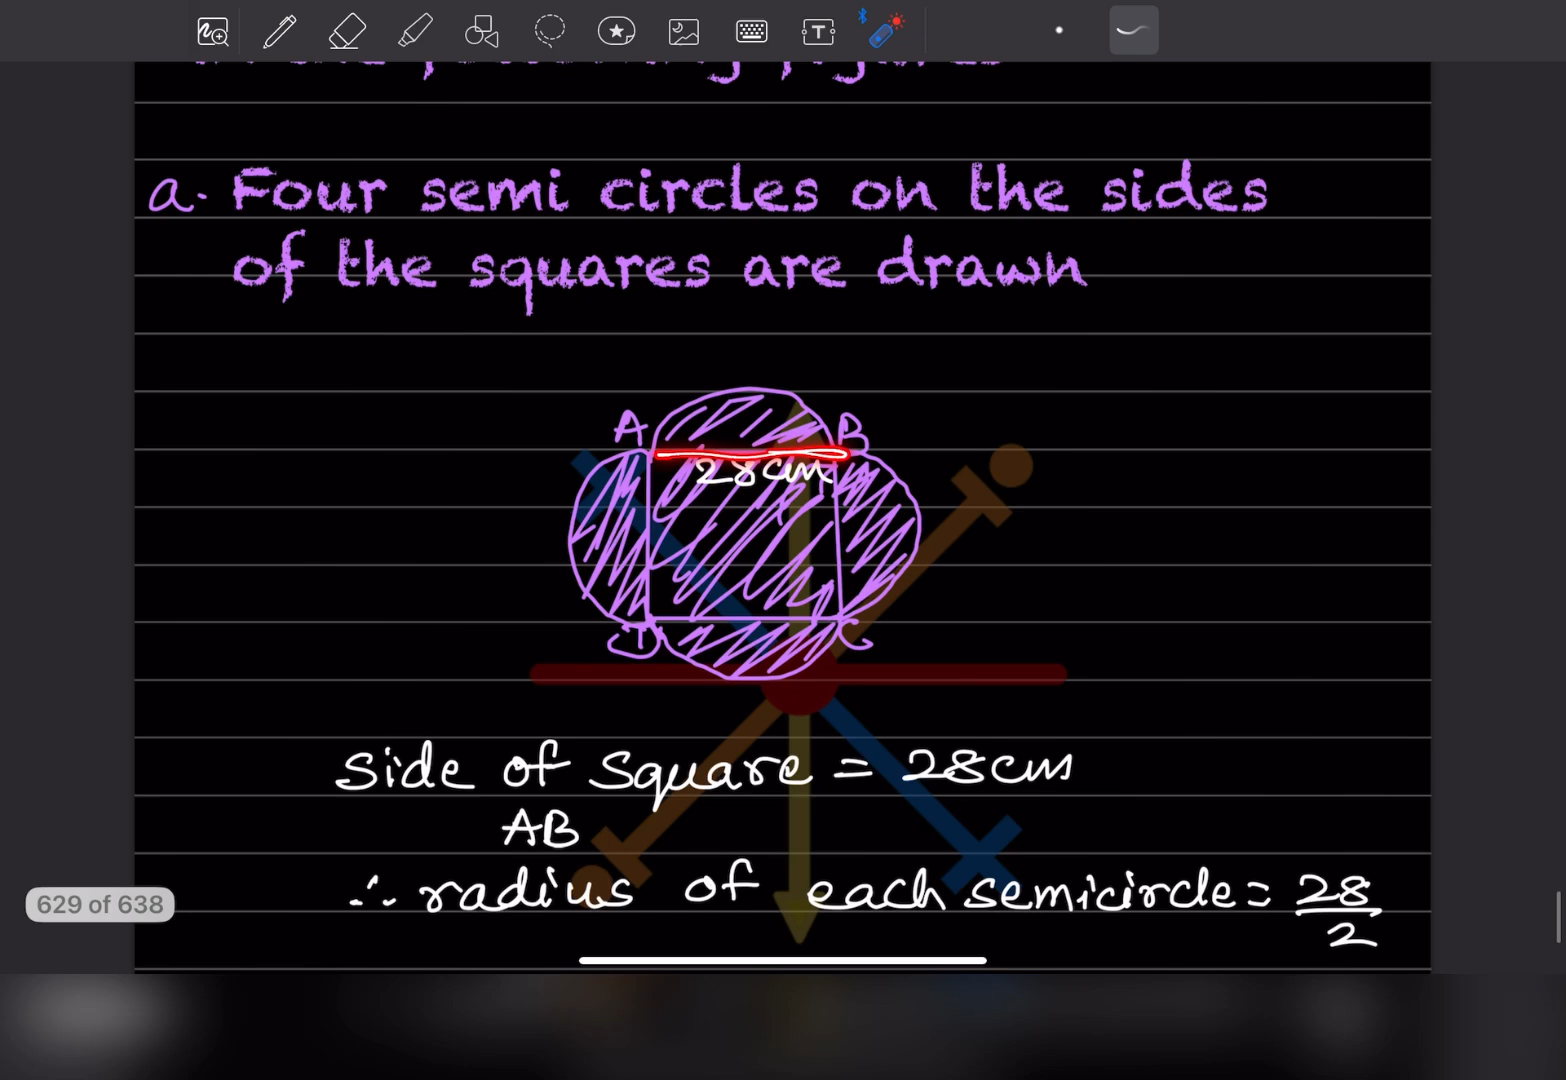 a. Four semi circles on the sides
of the squares are drawn
A B
28cm
D C
side of square = 28cm
AB
∴ radius of each semicircle = 28/2
629 of 638